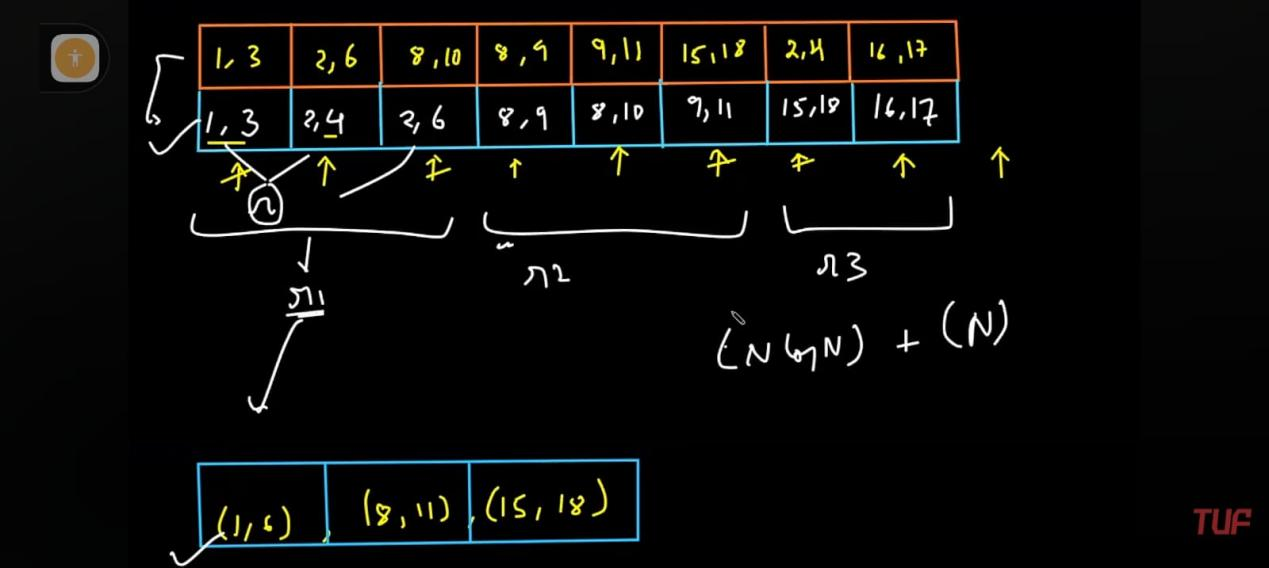 1, 3 2, 6 8, 10 8, 9 9, 11 15, 18 2, 4 16, 17
1, 3 2, 4 2, 6 8, 9 8, 10 9, 11 15, 18 16, 17
r2 r3
r1
(N log N) + (N)
(1, 6), (8, 11), (15, 18)
TUF